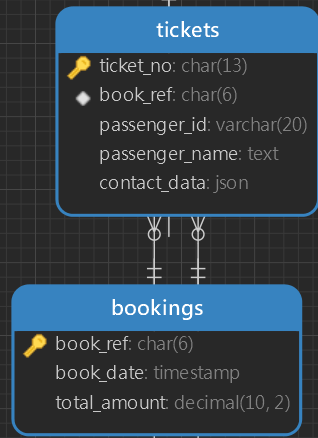 tickets
ticket_no: char(13)
book_ref: char(6)
passenger_id: varchar(20)
passenger_name: text
contact_data: json
bookings
book_ref: char(6)
book_date: timestamp
total_amount: decimal(10, 2)